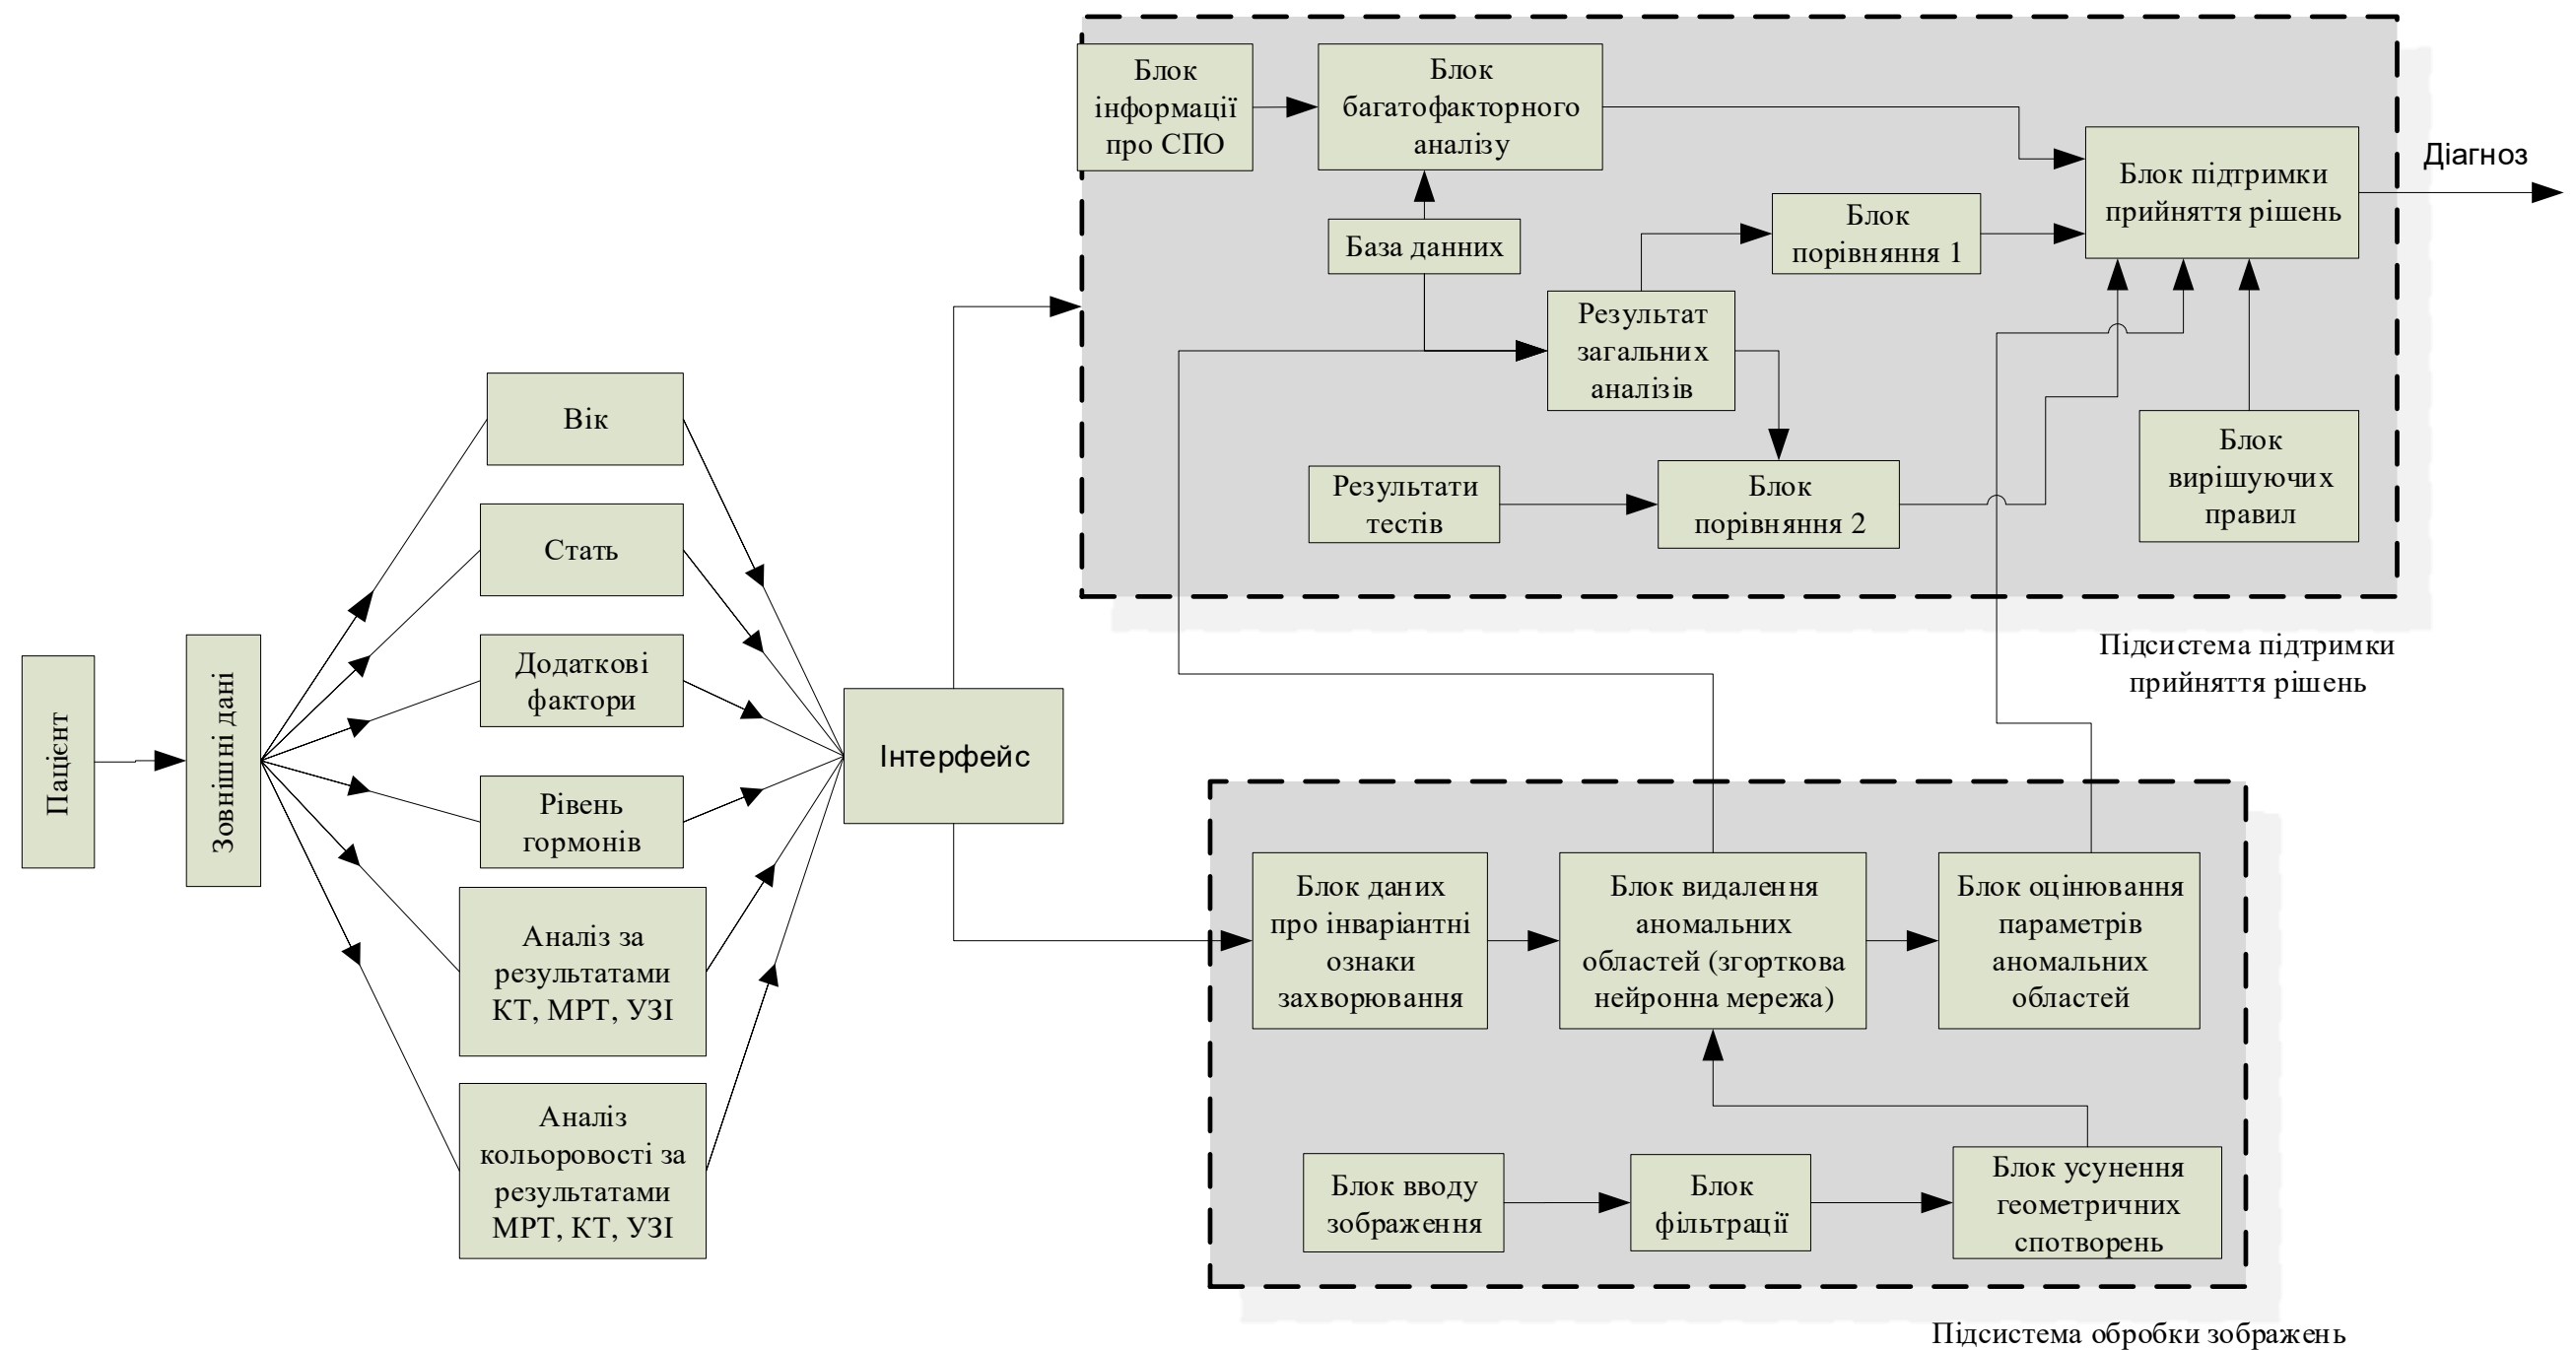 Пацієнт
Зовнішні дані
Вік
Стать
Додаткові
фактори
Рівень
гормонів
Аналіз за
результатами
КТ, МРТ, УЗІ
Аналіз
кольоровості за
результатами
МРТ, КТ, УЗІ
Інтерфейс
Блок
інформації
про СПО
Блок
багатофакторного
аналізу
База данних
Результат
загальних
аналізів
Блок
порівняння 1
Результати
тестів
Блок
порівняння 2
Блок підтримки
прийняття рішень
Блок
вирішуючих
правил
Діагноз
Підсистема підтримки
прийняття рішень
Блок даних
про інваріантні
ознаки
захворювання
Блок видалення
аномальних
областей (згорткова
нейронна мережа)
Блок оцінювання
параметрів
аномальних
областей
Блок вводу
зображення
Блок
фільтрації
Блок усунення
геометричних
спотворень
Підсистема обробки зображень